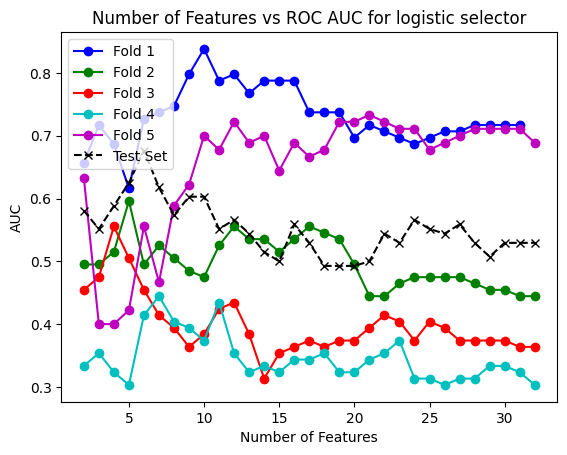 Number of Features vs ROC AUC for logistic selector
Fold 1
Fold 2
Fold 3
Fold 4
Fold 5
Test Set
AUC
0.8
0.7
0.6
0.5
0.4
0.3
5 10 15 20 25 30
Number of Features